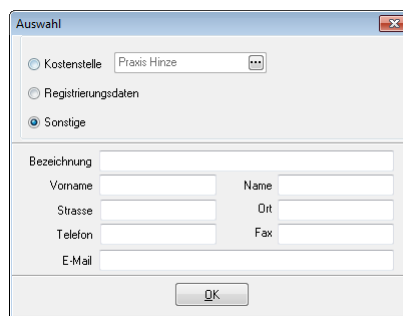 Auswahl
Kostenstelle Praxis Hinze ...
Registrierungsdaten
Sonstige
Bezeichnung
Vorname Name
Strasse Ort
Telefon Fax
E-Mail
OK